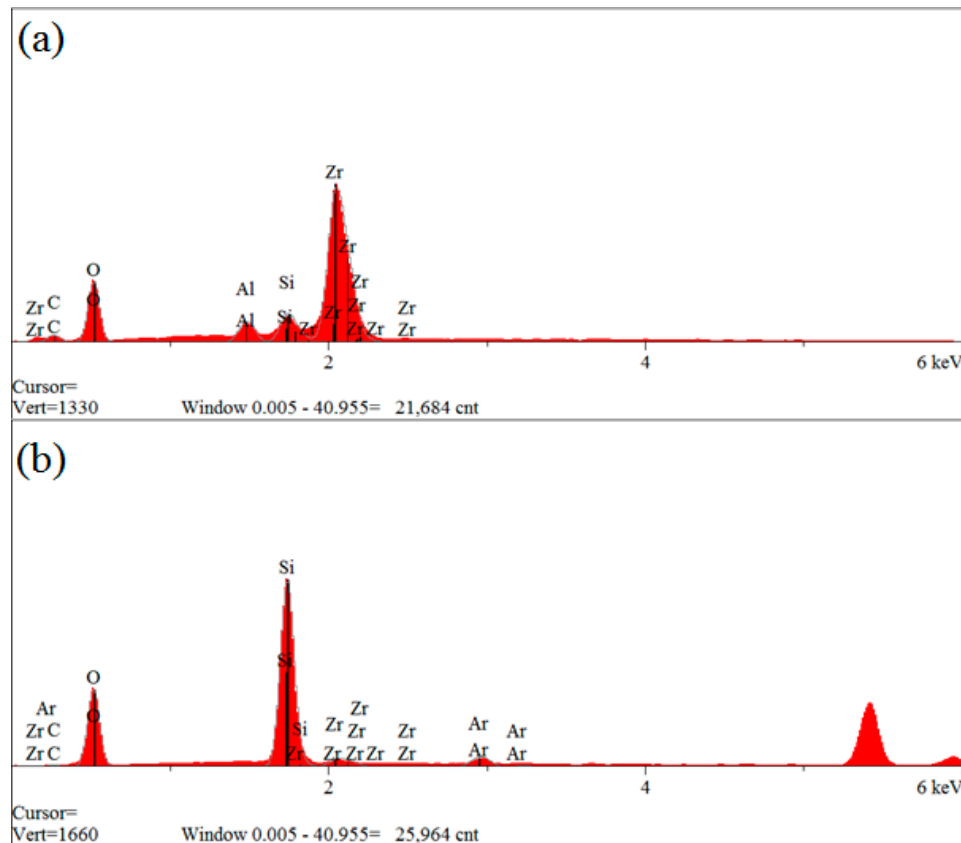 (a)
Zr
Zr
O
Si
Zr
Al
C
Zr
Zr
O
Zr
Si
Zr
Al
Zr
C
Zr
Zr
Zr
Zr
Zr
2
4
6 keV
Cursor=
Vert=1330 Window 0.005 - 40.955= 21,684 cnt
(b)
Si
Si
O
Ar
Zr
O
Zr
Ar
Si
Zr C
Zr
Zr
Ar
Ar
Zr C
Zr
Zr
Zr
Zr
Zr
Ar
Ar
2
4
6 keV
Cursor=
Vert=1660 Window 0.005 - 40.955= 25,964 cnt